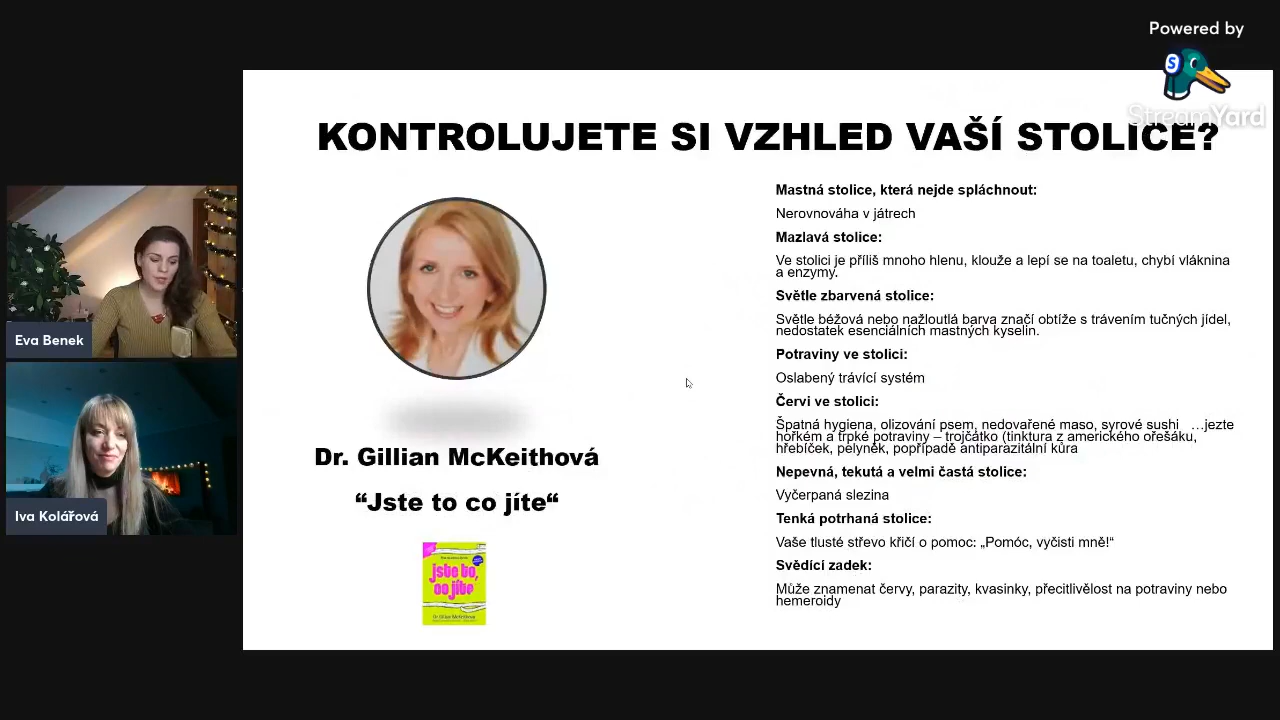 Powered by
StreamYard
KONTROLUJETE SI VZHLED VAŠÍ STOLICE?
Mastná stolice, která nejde spláchnout:
Nerovnováha v játrech
Mazlavá stolice:
Ve stolici je příliš mnoho hlenu, klouže a lepí se na toaletu, chybí vláknina
a enzymy.
Světle zbarvená stolice:
Světle béžová nebo nažloutlá barva značí obtíže s trávením tučných jídel,
nedostatek esenciálních mastných kyselin.
Potraviny ve stolici:
Oslabený trávící systém
Červi ve stolici:
Špatná hygiena, olizování psem, nedovařené maso, syrové sushi …jezte
hořkém a trpké potraviny – trojčátko (tinktura z amerického ořešáku,
hřebíček, pelyněk, popřípadě antiparazitální kůra
Nepevná, tekutá a velmi častá stolice:
Vyčerpaná slezina
Tenká potrhaná stolice:
Vaše tlusté střevo křičí o pomoc: „Pomóc, vyčisti mně!“
Svědící zadek:
Může znamenat červy, parazity, kvasinky, přecitlivělost na potraviny nebo
hemeroidy
Dr. Gillian McKeithová
“Jste to co jíte“
jste to,
co jíte
Dr Gillian McKeithová
Eva Benek
Iva Kolářová